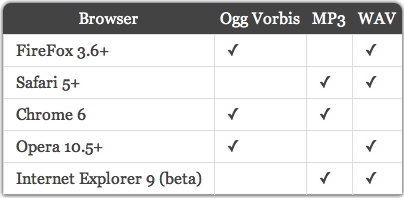 Browser Ogg Vorbis MP3 WAV
FireFox 3.6+ ✓ ✓
Safari 5+ ✓ ✓
Chrome 6 ✓ ✓
Opera 10.5+ ✓ ✓
Internet Explorer 9 (beta) ✓ ✓